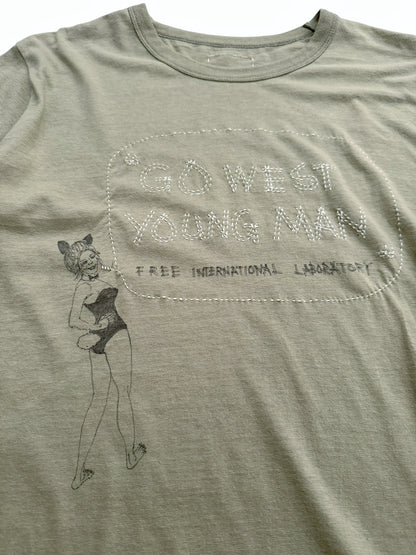 "GO WEST
YOUNG MAN"
FREE INTERNATIONAL LABORATORY